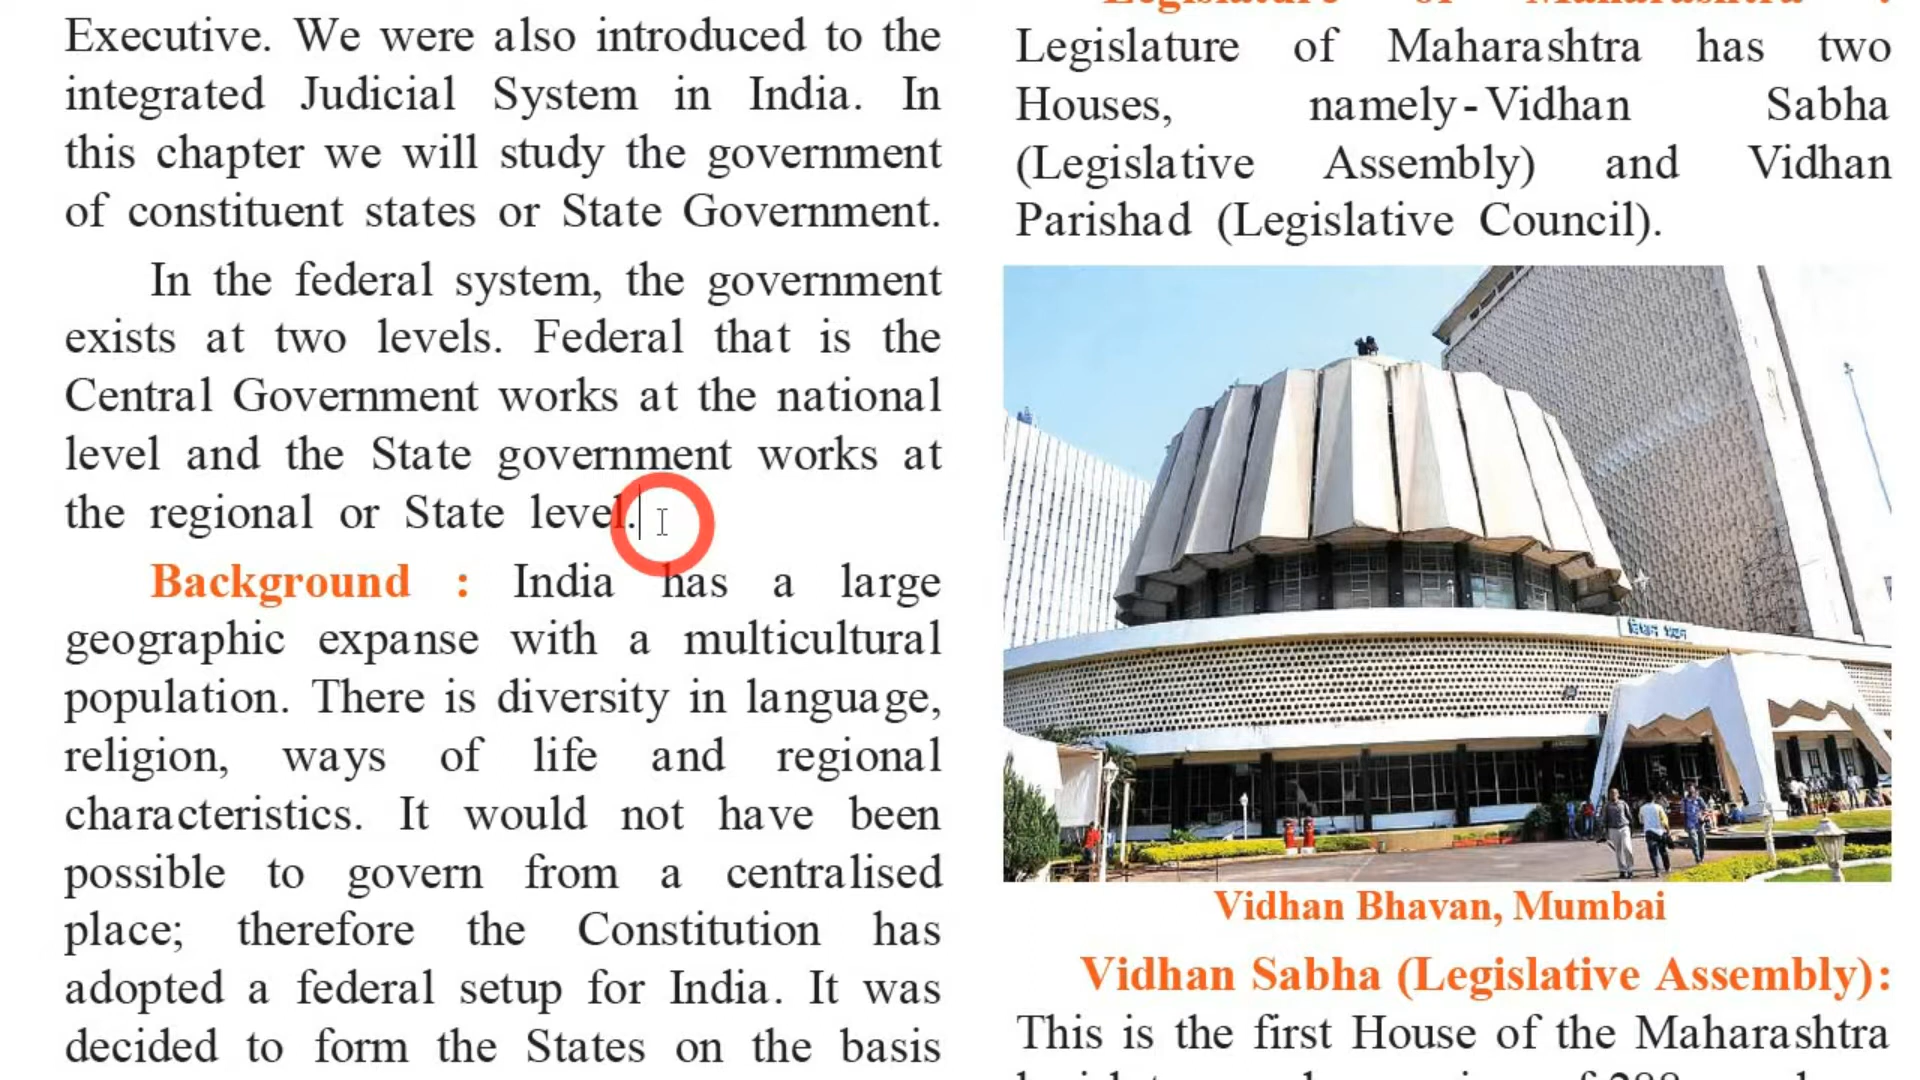 Executive. We were also introduced to the
integrated Judicial System in India. In
this chapter we will study the government
of constituent states or State Government.
In the federal system, the government
exists at two levels. Federal that is the
Central Government works at the national
level and the State government works at
the regional or State level.
Background : India has a large
geographic expanse with a multicultural
population. There is diversity in language,
religion, ways of life and regional
characteristics. It would not have been
possible to govern from a centralised
place; therefore the Constitution has
adopted a federal setup for India. It was
decided to form the States on the basis
Legislature of Maharashtra :
Legislature of Maharashtra has two
Houses, namely-Vidhan Sabha
(Legislative Assembly) and Vidhan
Parishad (Legislative Council).
विधान भवन
Vidhan Bhavan, Mumbai
Vidhan Sabha (Legislative Assembly):
This is the first House of the Maharashtra